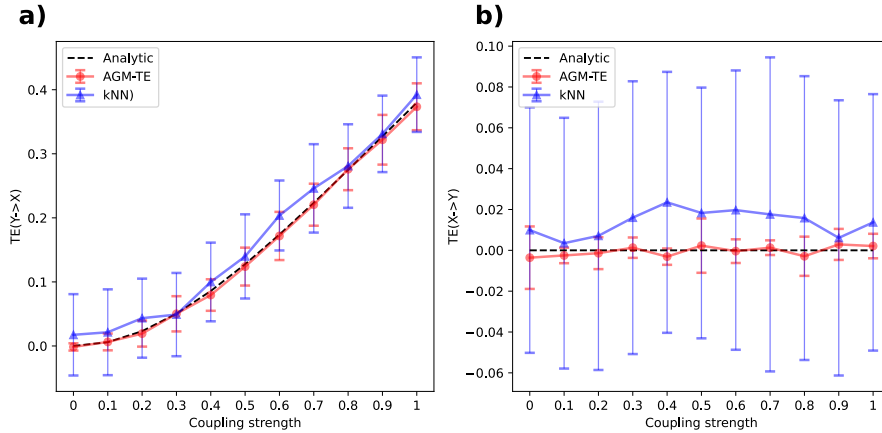 a)
Analytic
AGM-TE
kNN)
TE(Y->X)
0.4
0.3
0.2
0.1
0.0
0 0.1 0.2 0.3 0.4 0.5 0.6 0.7 0.8 0.9 1
Coupling strength
b)
Analytic
AGM-TE
kNN
TE(X->Y)
0.10
0.08
0.06
0.04
0.02
0.00
−0.02
−0.04
−0.06
0 0.1 0.2 0.3 0.4 0.5 0.6 0.7 0.8 0.9 1
Coupling strength